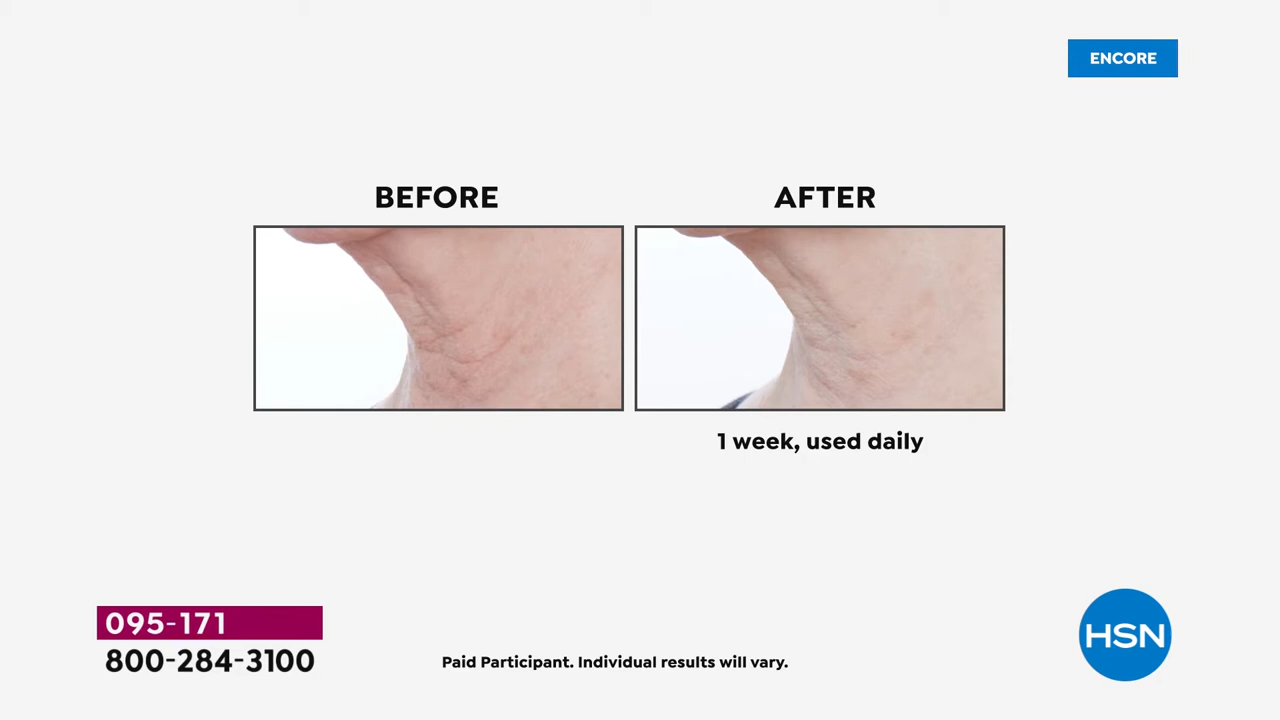 ENCORE
BEFORE
AFTER
1 week, used daily
095-171
800-284-3100
Paid Participant. Individual results will vary.
HSN